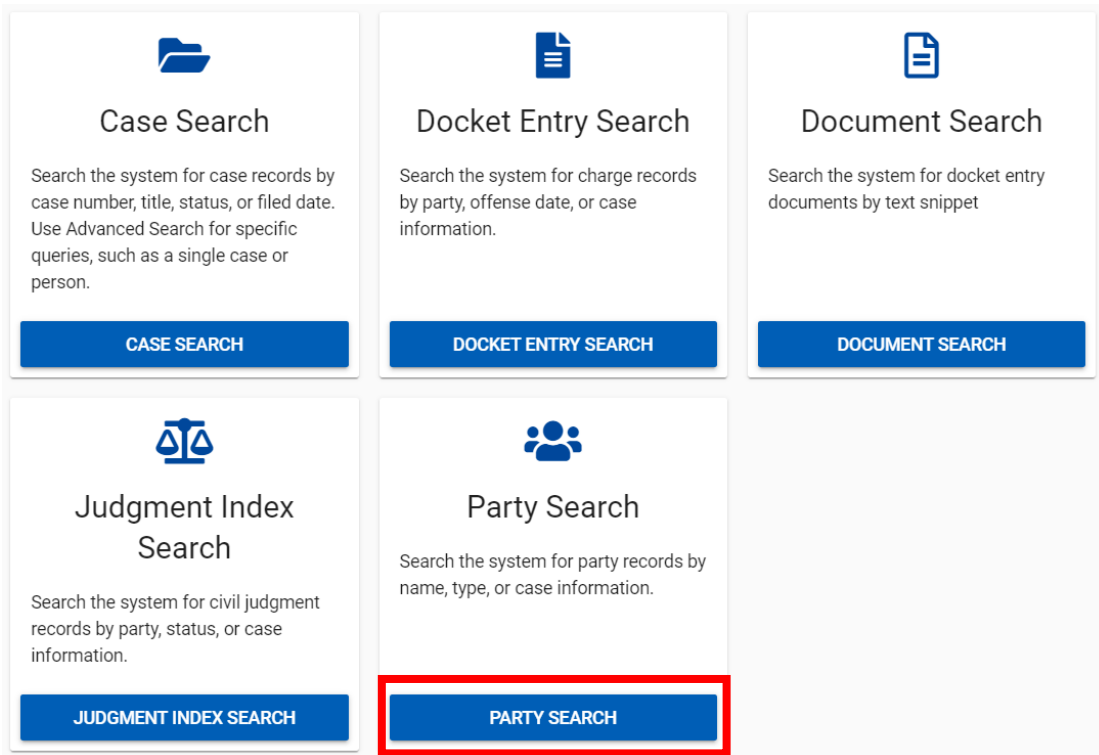 Case Search
Search the system for case records by
case number, title, status, or filed date.
Use Advanced Search for specific
queries, such as a single case or
person.
CASE SEARCH
Docket Entry Search
Search the system for charge records
by party, offense date, or case
information.
DOCKET ENTRY SEARCH
Document Search
Search the system for docket entry
documents by text snippet
DOCUMENT SEARCH
Judgment Index
Search
Search the system for civil judgment
records by party, status, or case
information.
JUDGMENT INDEX SEARCH
Party Search
Search the system for party records by
name, type, or case information.
PARTY SEARCH